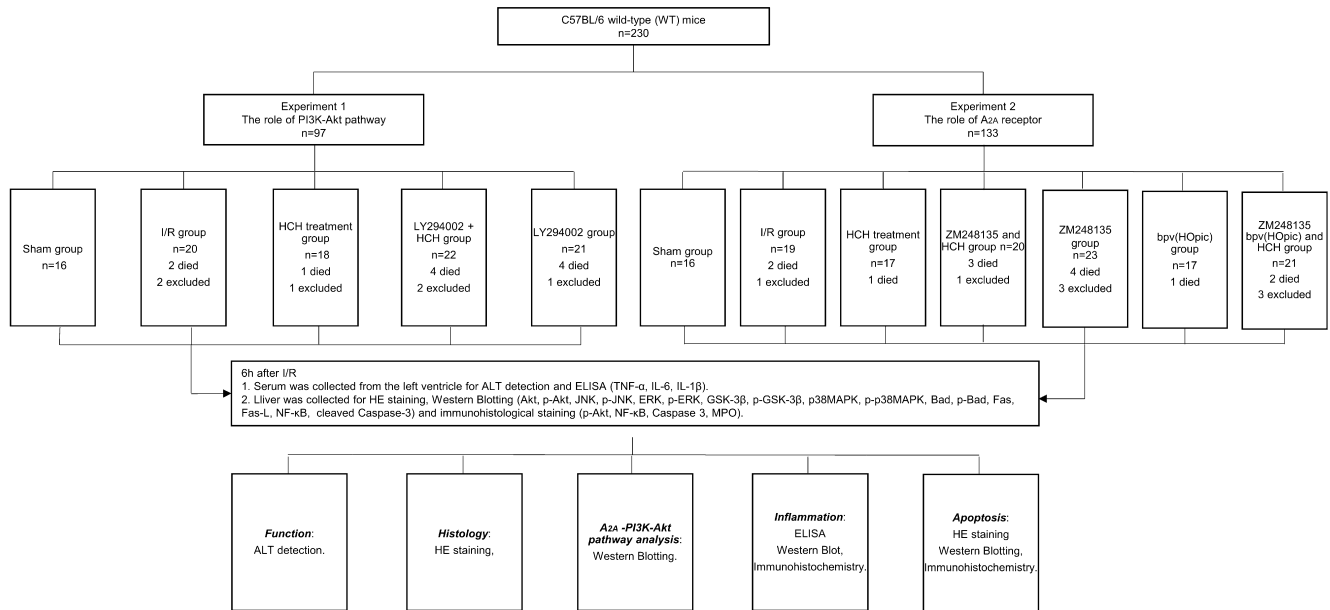 C57BL/6 wild-type (WT) mice
n=230
Experiment 1
The role of PI3K-Akt pathway
n=97
Experiment 2
The role of A2A receptor
n=133
Sham group
n=16
I/R group
n=20
2 died
2 excluded
HCH treatment
group
n=18
1 died
1 excluded
LY294002 +
HCH group
n=22
4 died
2 excluded
LY294002 group
n=21
4 died
1 excluded
Sham group
n=16
I/R group
n=19
2 died
1 excluded
HCH treatment
group
n=17
1 died
ZM248135 and
HCH group n=20
3 died
1 excluded
ZM248135
group
n=23
4 died
3 excluded
bpv(HOpic)
group
n=17
1 died
ZM248135
bpv(HOpic) and
HCH group
n=21
2 died
3 excluded
6h after I/R
1. Serum was collected from the left ventricle for ALT detection and ELISA (TNF-α, IL-6, IL-1β).
2. Lliver was collected for HE staining, Western Blotting (Akt, p-Akt, JNK, p-JNK, ERK, p-ERK, GSK-3β, p-GSK-3β, p38MAPK, p-p38MAPK, Bad, p-Bad, Fas,
Fas-L, NF-κB, cleaved Caspase-3) and immunohistological staining (p-Akt, NF-κB, Caspase 3, MPO).
Function:
ALT detection.
Histology:
HE staining,
A2A -PI3K-Akt
pathway analysis:
Western Blotting.
Inflammation:
ELISA
Western Blot,
Immunohistochemistry.
Apoptosis:
HE staining
Western Blotting,
Immunohistochemistry.